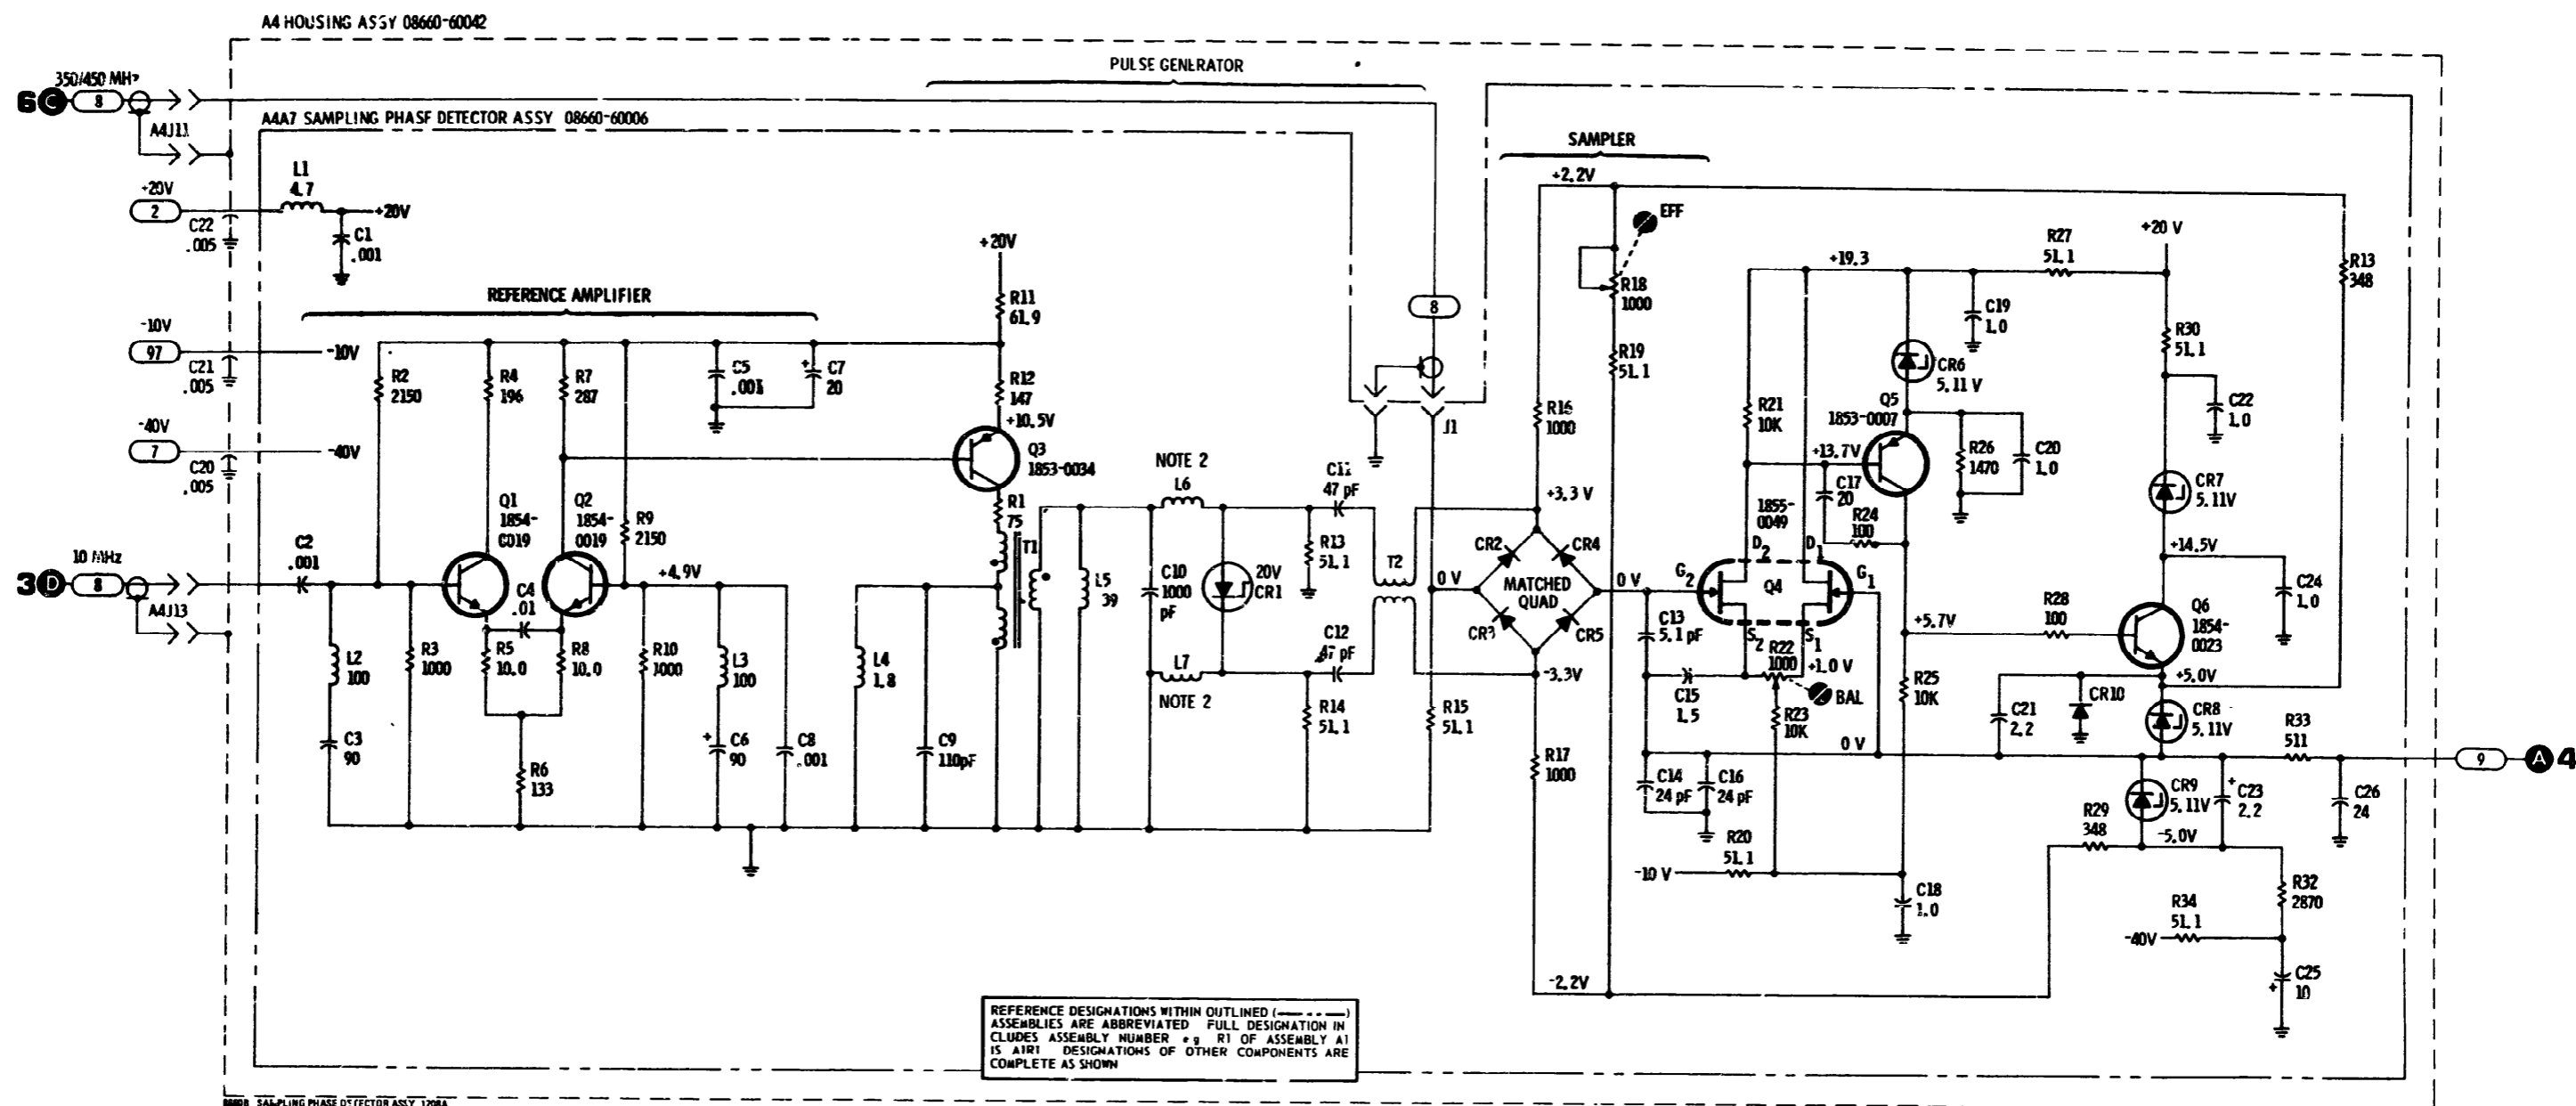 A4 HOUSING ASSY 08660-60042
350/450 MHz
6 C
8
A4J11
PULSE GENERATOR
A4A7 SAMPLING PHASE DETECTOR ASSY 08660-60006
SAMPLER
+20V
2
C22
.005
L1
4.7
+20V
C1
.001
-10V
97
C21
.005
-10V
-40V
7
C20
.005
-40V
10 MHz
3 D
8
A4J13
REFERENCE AMPLIFIER
R2
2150
R4
196
R7
287
R9
2150
C5
.001
C7
20
+
+20V
R11
61.9
R12
147
+10.5V
Q3
1853-0034
R1
75
T1
Q1
1854-
0019
Q2
1854-
0019
C2
.001
C4
.01
+4.9V
L2
100
R3
1000
R5
10.0
R8
10.0
R10
1000
L3
100
C3
90
R6
133
+
C6
90
C8
.001
L4
1.8
C9
110pF
L5
39
NOTE 2
L6
C10
1000
pF
20V
CR1
L7
NOTE 2
C11
47 pF
R13
51.1
C12
47 pF
R14
51.1
T2
8
J1
0 V
R15
51.1
+2.2V
EFF
R18
1000
R19
51.1
R16
1000
+3.3 V
CR2
CR4
MATCHED
QUAD
CR3
CR5
-3.3V
R17
1000
0 V
-2.2V
+19.3
R27
51.1
+20 V
R13
348
C19
1.0
CR6
5.11 V
R30
51.1
C22
1.0
R21
10K
Q5
1853-0007
+13.7V
C17
20
R24
100
R26
1470
C20
1.0
CR7
5.11V
+14.5V
C24
1.0
1855-
0049
D2
D1
G2
Q4
G1
S2
S1
C13
5.1 pF
R22
1000
+1.0 V
BAL
C15
1.5
R23
10K
+5.7V
R28
100
Q6
1854-
0023
R25
10K
+5.0V
C21
2.2
CR10
CR8
5.11V
R33
511
0 V
9
A 4
C14
24 pF
C16
24 pF
CR9
5.11V
+
C23
2.2
C26
24
R29
348
-5.0V
R20
51.1
-10 V
C18
1.0
R32
2870
R34
51.1
-40V
C25
10
+
REFERENCE DESIGNATIONS WITHIN OUTLINED (— - - —)
ASSEMBLIES ARE ABBREVIATED FULL DESIGNATION IN
CLUDES ASSEMBLY NUMBER e g R1 OF ASSEMBLY A1
IS A1R1 DESIGNATIONS OF OTHER COMPONENTS ARE
COMPLETE AS SHOWN
8660B SAMPLING PHASE DETECTOR ASSY 1208A